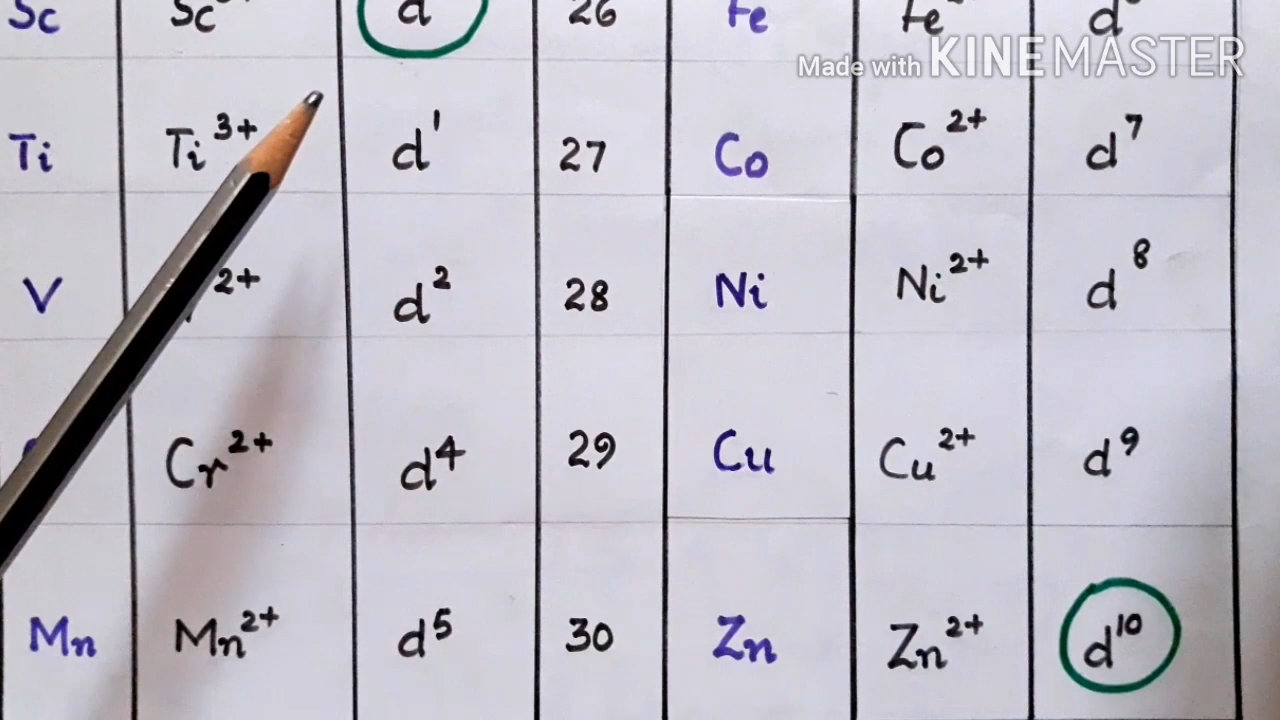 Sc Sc d 26 Fe Fe d
Made with KINEMASTER
Ti Ti³⁺ d¹ 27 Co Co²⁺ d⁷
V ²⁺ d² 28 Ni Ni²⁺ d⁸
Cr²⁺ d⁴ 29 Cu Cu²⁺ d⁹
Mn Mn²⁺ d⁵ 30 Zn Zn²⁺ d¹⁰